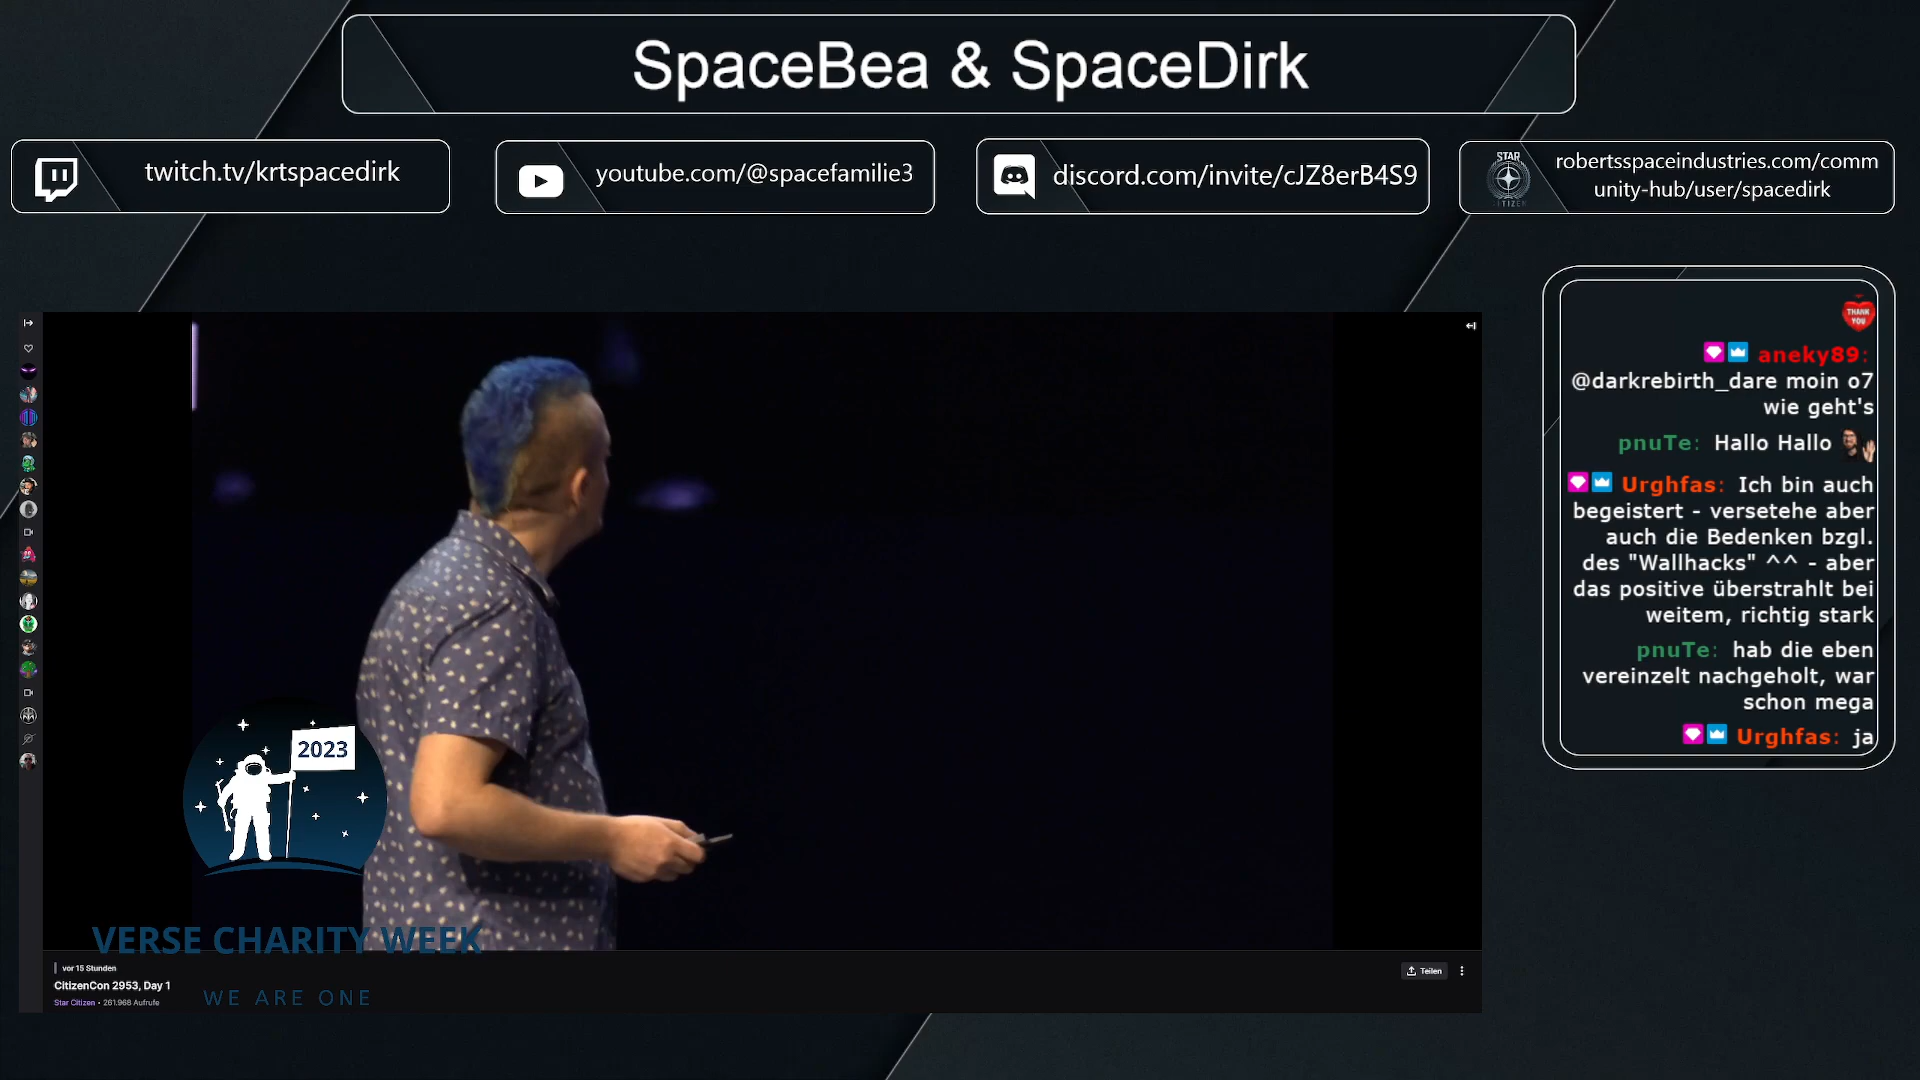 SpaceBea & SpaceDirk
twitch.tv/krtspacedirk
youtube.com/@spacefamilie3
discord.com/invite/cJZ8erB4S9
STAR
CITIZEN
robertsspaceindustries.com/comm
unity-hub/user/spacedirk
THANK
YOU
aneky89:
@darkrebirth_dare moin o7
wie geht's
pnuTe: Hallo Hallo
Urghfas: Ich bin auch
begeistert - versetehe aber
auch die Bedenken bzgl.
des "Wallhacks" ^^ - aber
das positive überstrahlt bei
weitem, richtig stark
pnuTe: hab die eben
vereinzelt nachgeholt, war
schon mega
Urghfas: ja
2023
VERSE CHARITY WEEK
WE ARE ONE
vor 15 Stunden
CitizenCon 2953, Day 1
Star Citizen • 261.968 Aufrufe
Teilen